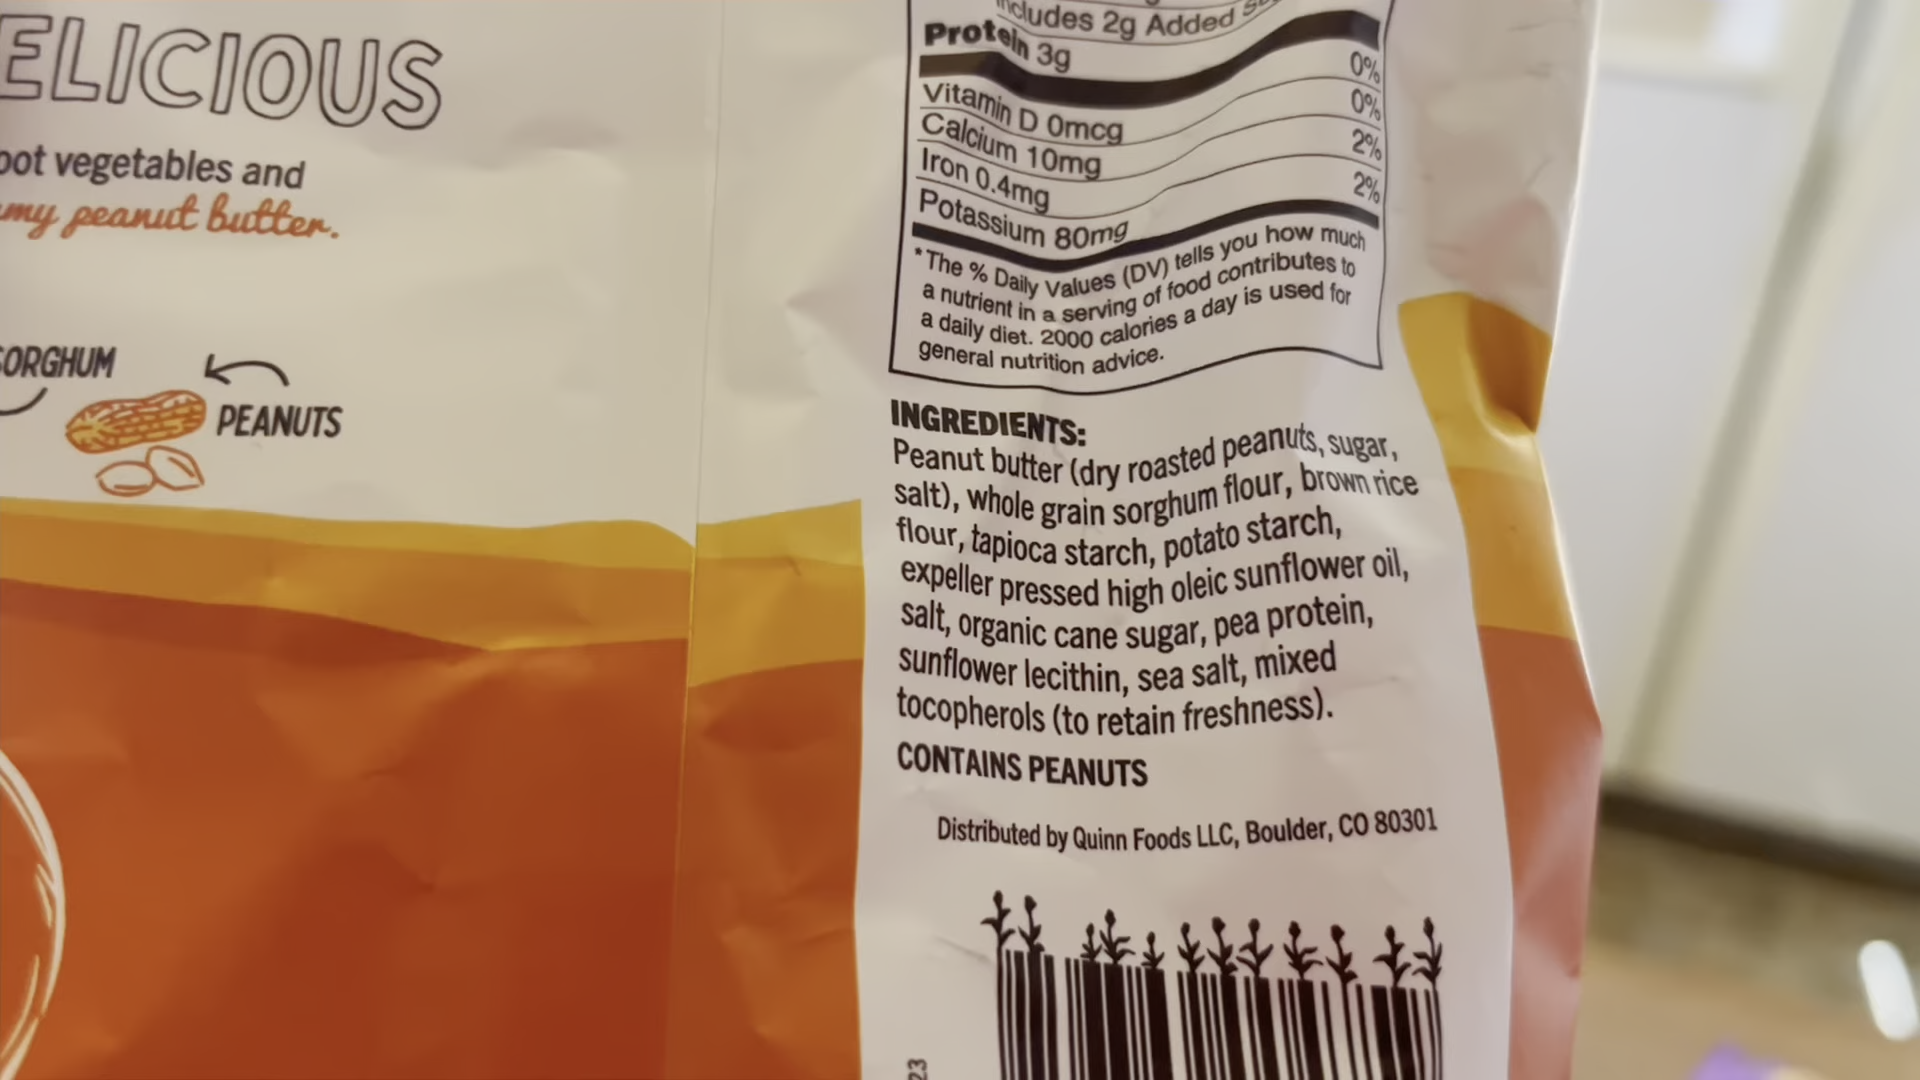 ELICIOUS
oot vegetables and
my peanut butter.
SORGHUM
PEANUTS
Includes 2g Added
Protein 3g
Vitamin D 0mcg 0%
Calcium 10mg 0%
Iron 0.4mg 2%
Potassium 80mg 2%
*The % Daily Values (DV) tells you how much
a nutrient in a serving of food contributes to
a daily diet. 2000 calories a day is used for
general nutrition advice.
INGREDIENTS:
Peanut butter (dry roasted peanuts, sugar,
salt), whole grain sorghum flour, brown rice
flour, tapioca starch, potato starch,
expeller pressed high oleic sunflower oil,
salt, organic cane sugar, pea protein,
sunflower lecithin, sea salt, mixed
tocopherols (to retain freshness).
CONTAINS PEANUTS
Distributed by Quinn Foods LLC, Boulder, CO 80301
23